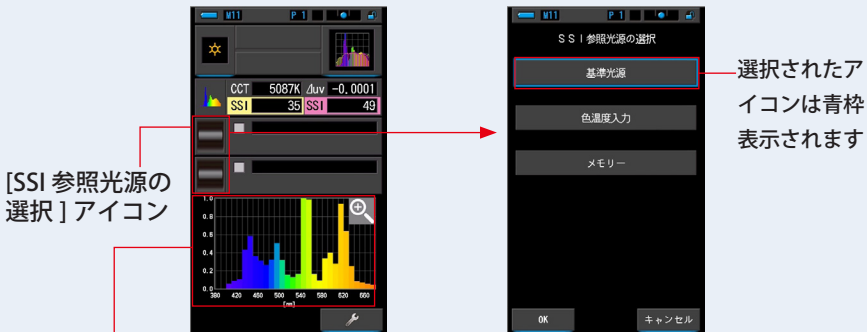 M11 P 1
CCT 5087K ⊿uv -0.0001
SSI 35 SSI 49
1.0
0.8
0.6
0.4
0.2
0.0
380 420 460 500 540 580 620 660
[nm]
[SSI 参照光源の
選択 ] アイコン
M11 P 1
SSI参照光源の選択
基準光源
色温度入力
メモリー
OK キャンセル
選択されたア
イコンは青枠
表示されます